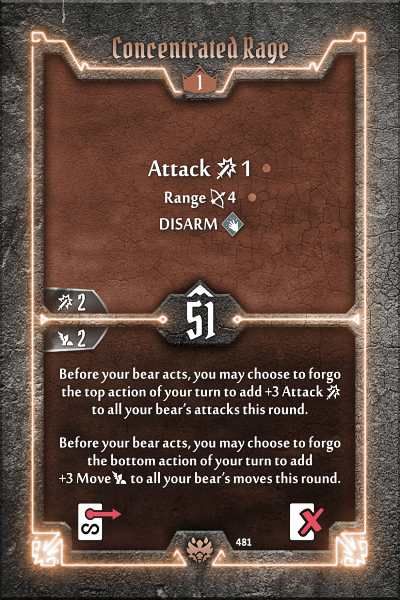 Concentrated Rage
1
Attack 1
Range 4
DISARM
2
51
2
Before your bear acts, you may choose to forgo
the top action of your turn to add +3 Attack
to all your bear's attacks this round.
Before your bear acts, you may choose to forgo
the bottom action of your turn to add
+3 Move to all your bear's moves this round.
481